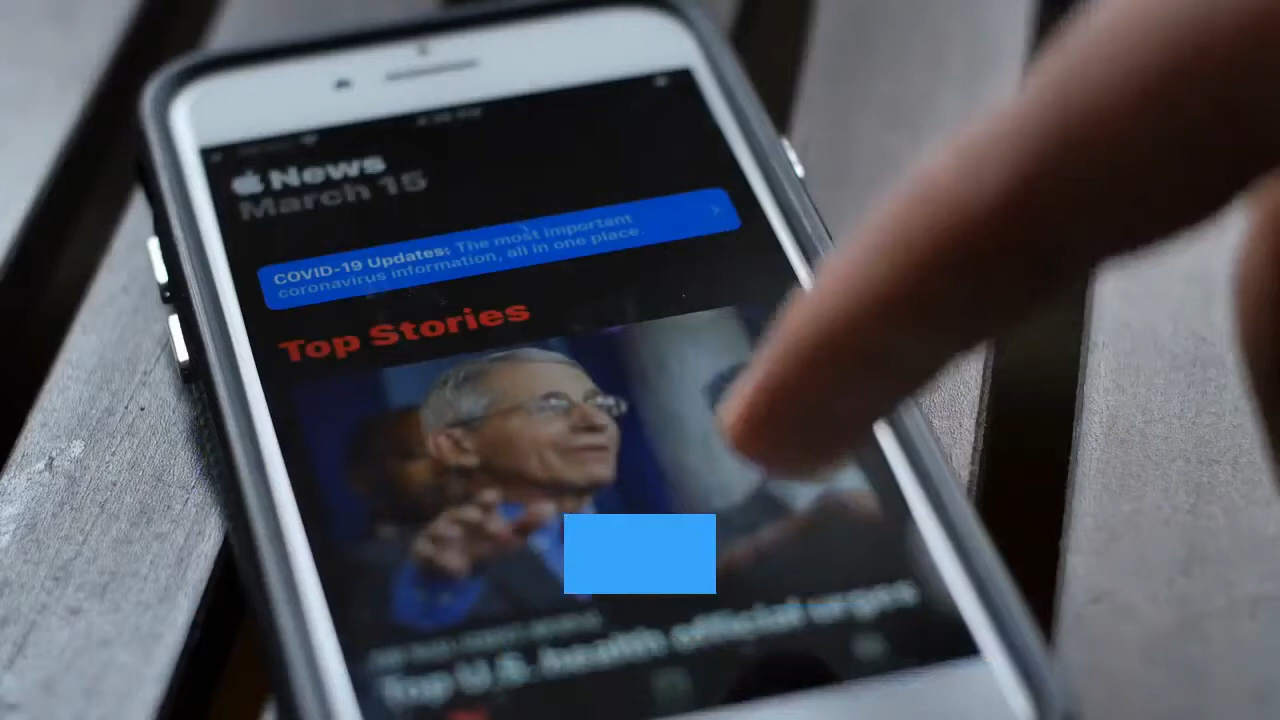 News
March 15
COVID-19 Updates: The most important
coronavirus information, all in one place.
Top Stories
Top U.S. health official urges